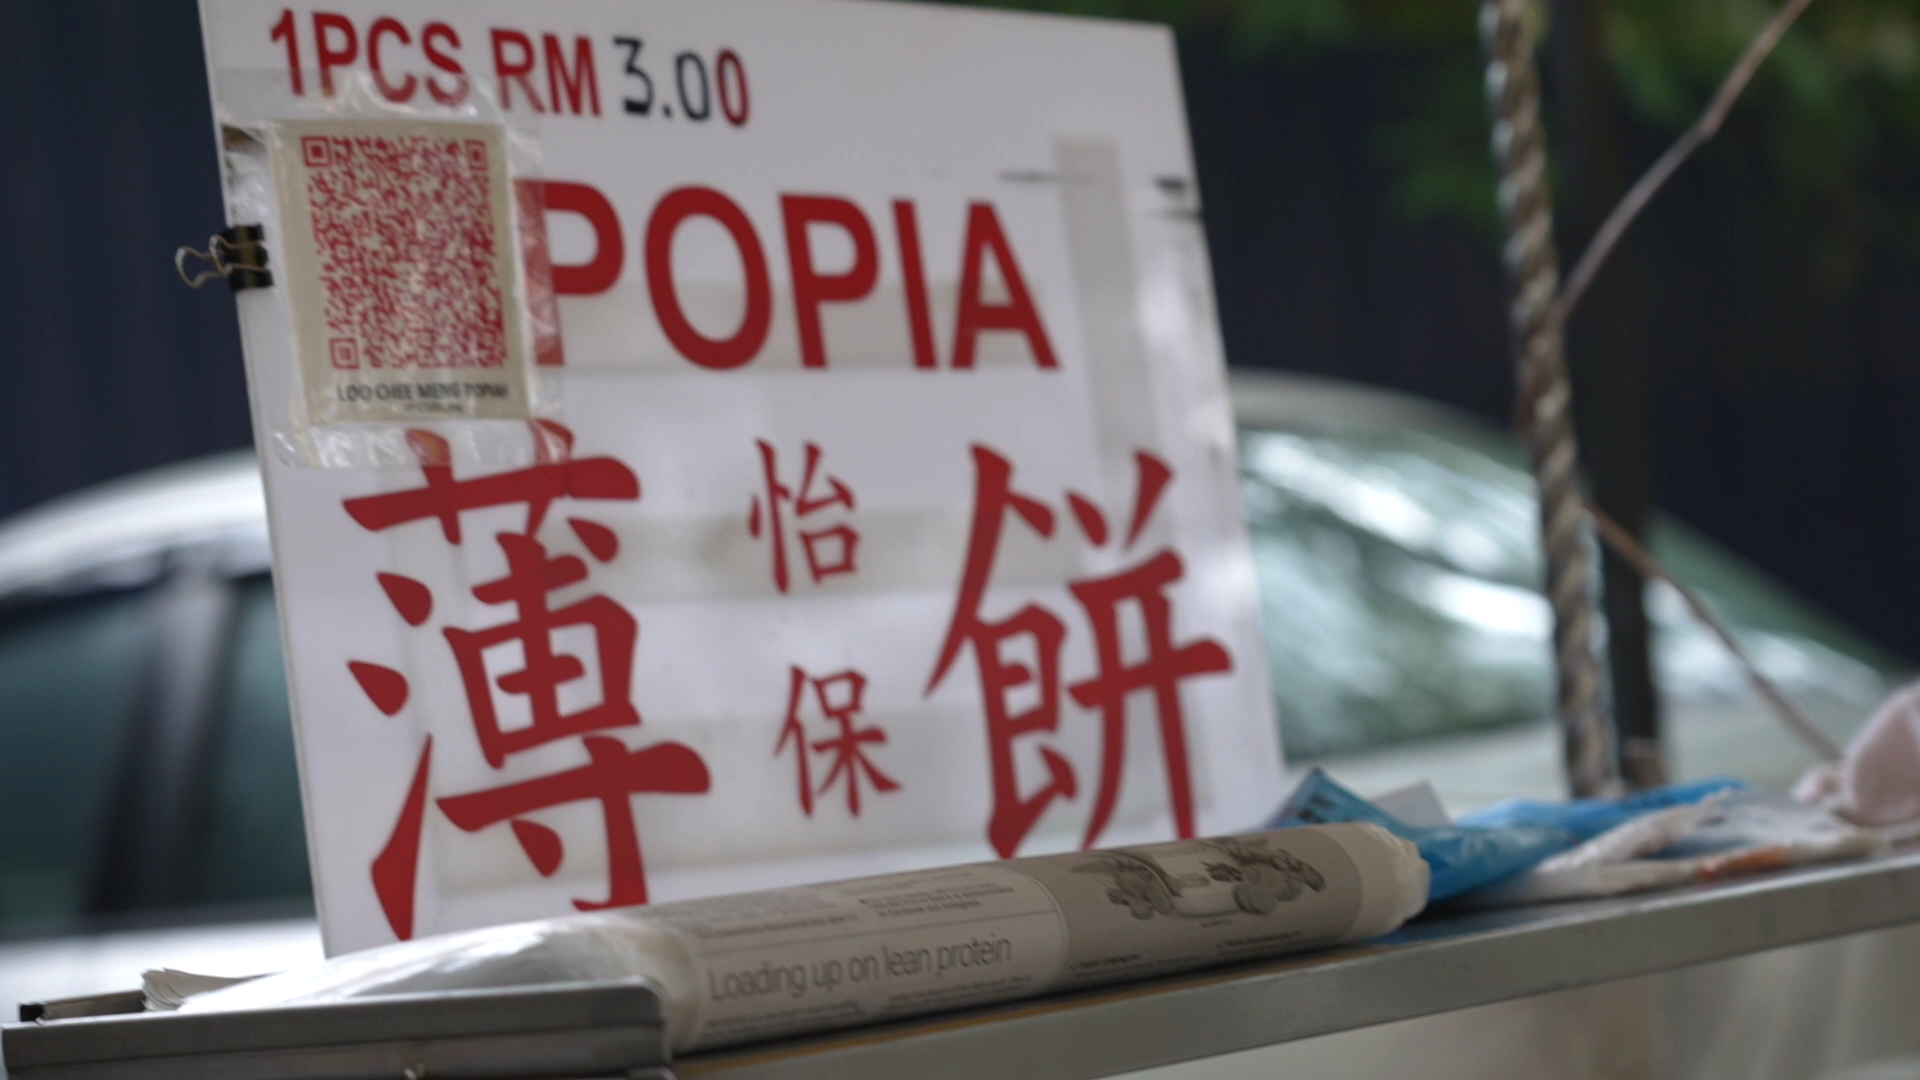 1PCS RM 3.00
POPIA
LOO CHEE MENG POPIAH
薄 怡保 餅
Loading up on lean protein